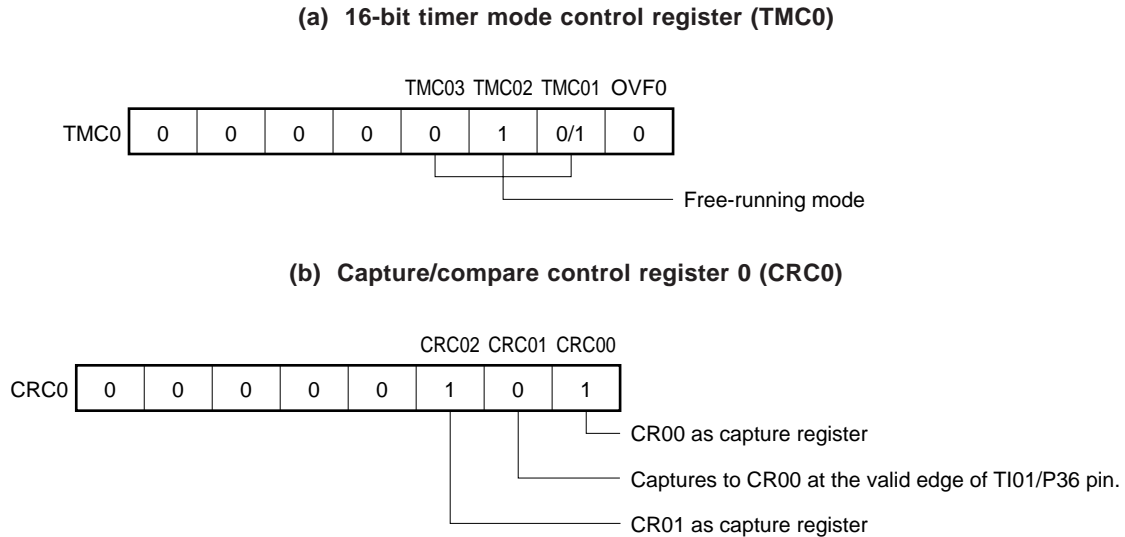 (a) 16-bit timer mode control register (TMC0)
TMC03 TMC02 TMC01 OVF0
TMC0 0 0 0 0 0 1 0/1 0
Free-running mode
(b) Capture/compare control register 0 (CRC0)
CRC02 CRC01 CRC00
CRC0 0 0 0 0 0 1 0 1
CR00 as capture register
Captures to CR00 at the valid edge of TI01/P36 pin.
CR01 as capture register